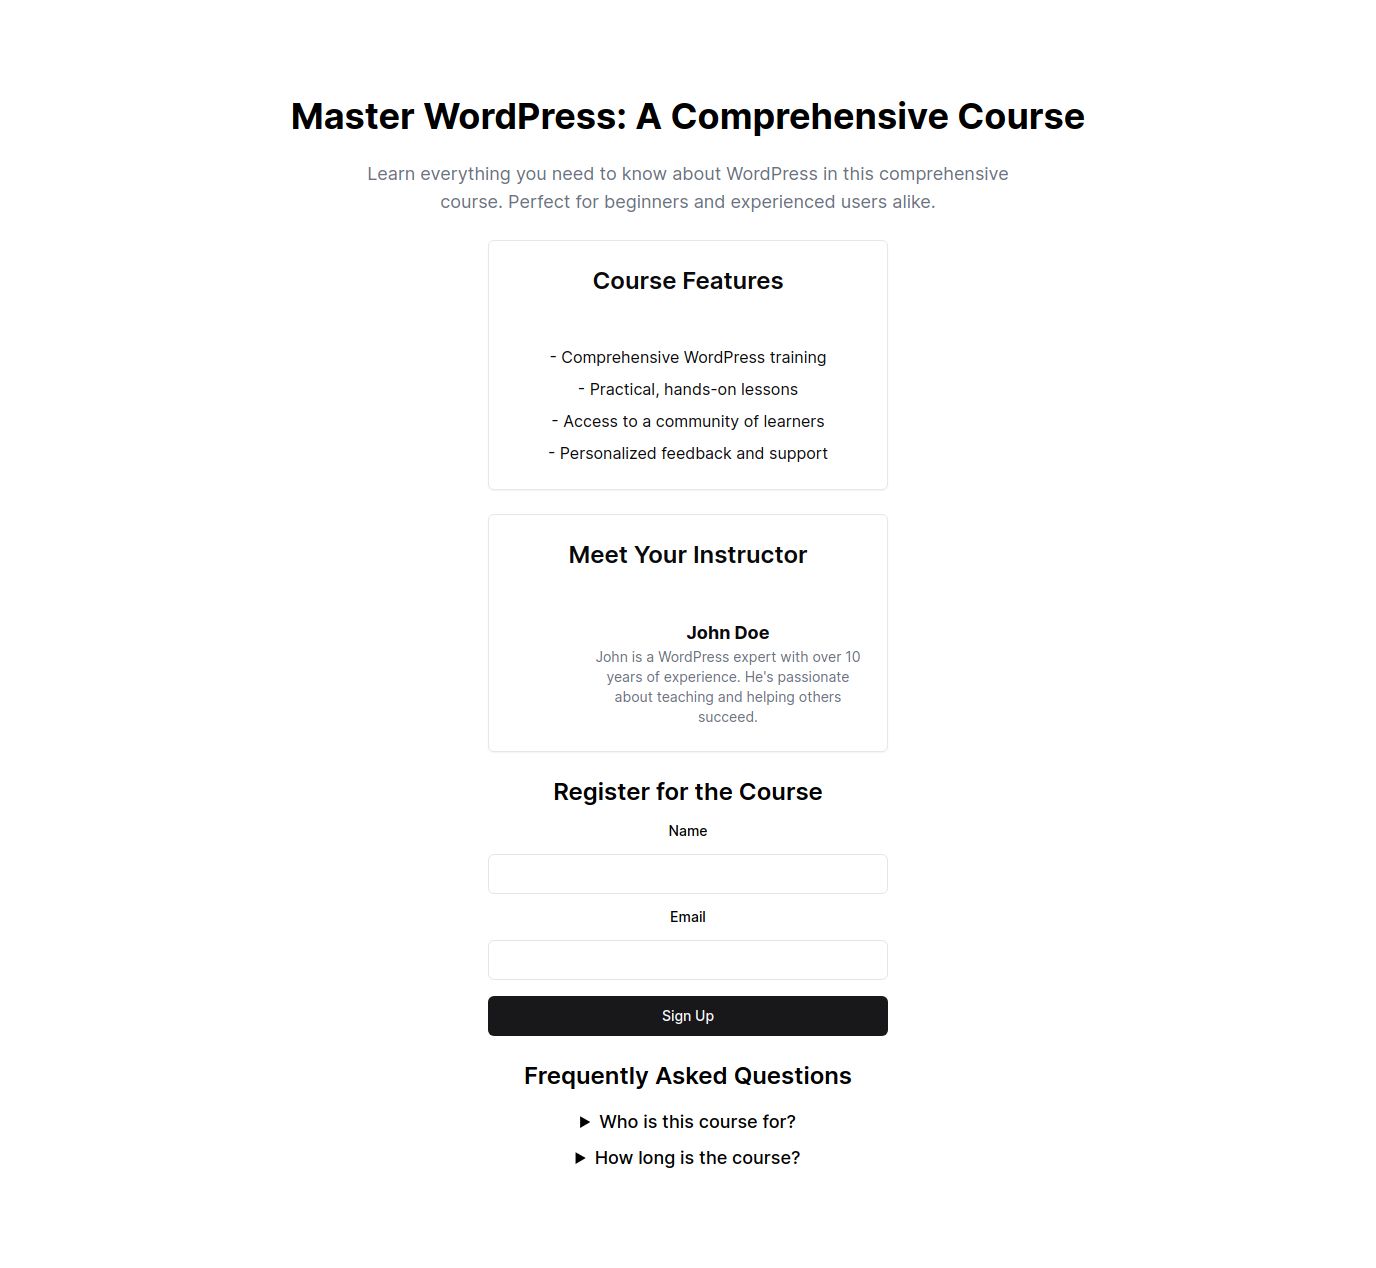 Master WordPress: A Comprehensive Course
Learn everything you need to know about WordPress in this comprehensive
course. Perfect for beginners and experienced users alike.
Course Features
- Comprehensive WordPress training
- Practical, hands-on lessons
- Access to a community of learners
- Personalized feedback and support
Meet Your Instructor
John Doe
John is a WordPress expert with over 10
years of experience. He's passionate
about teaching and helping others
succeed.
Register for the Course
Name
Email
Sign Up
Frequently Asked Questions
Who is this course for?
How long is the course?